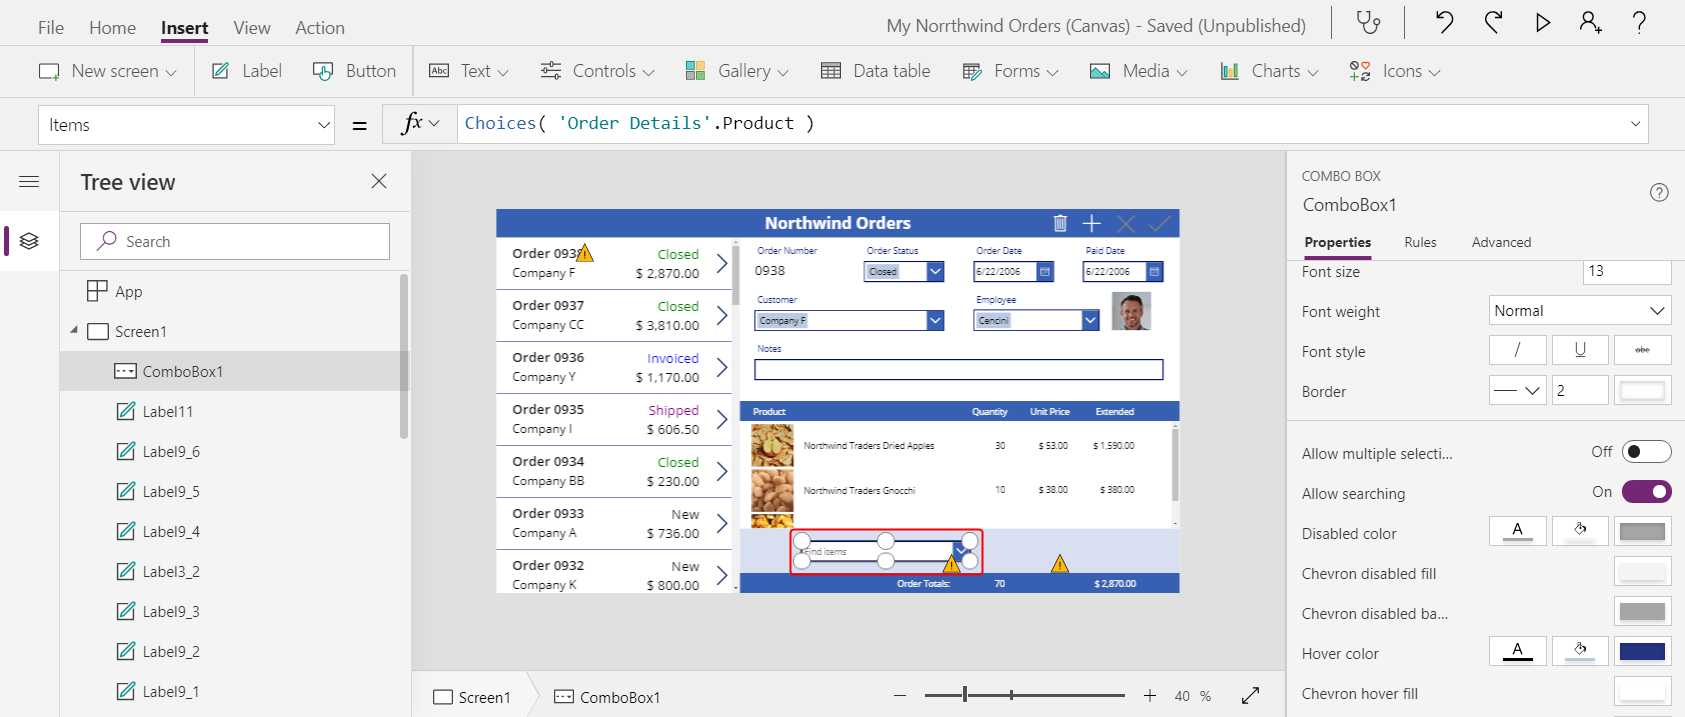 File Home Insert View Action
My Norrthwind Orders (Canvas) - Saved (Unpublished)
New screen Label Button Abc Text Controls Gallery Data table Forms Media Charts Icons
Items = fx Choices( 'Order Details'.Product )
Tree view
Search
App
Screen1
ComboBox1
Label11
Label9_6
Label9_5
Label9_4
Label3_2
Label9_3
Label9_2
Label9_1
Northwind Orders
Order 0938 Closed
Company F $ 2,870.00
Order 0937 Closed
Company CC $ 3,810.00
Order 0936 Invoiced
Company Y $ 1,170.00
Order 0935 Shipped
Company I $ 606.50
Order 0934 Closed
Company BB $ 230.00
Order 0933 New
Company A $ 736.00
Order 0932 New
Company K $ 800.00
Order Number Order Status Order Date Paid Date
0938 Closed 6/22/2006 6/22/2006
Customer Employee
Company F Cencini
Notes
Product Quantity Unit Price Extended
Northwind Traders Dried Apples 30 $ 53.00 $ 1,590.00
Northwind Traders Gnocchi 10 $ 38.00 $ 380.00
Find items
Order Totals: 70 $ 2,870.00
Screen1 ComboBox1
40 %
COMBO BOX
ComboBox1
Properties Rules Advanced
Font size 13
Font weight Normal
Font style / U abc
Border 2
Allow multiple selecti... Off
Allow searching On
Disabled color A
Chevron disabled fill
Chevron disabled ba...
Hover color A
Chevron hover fill